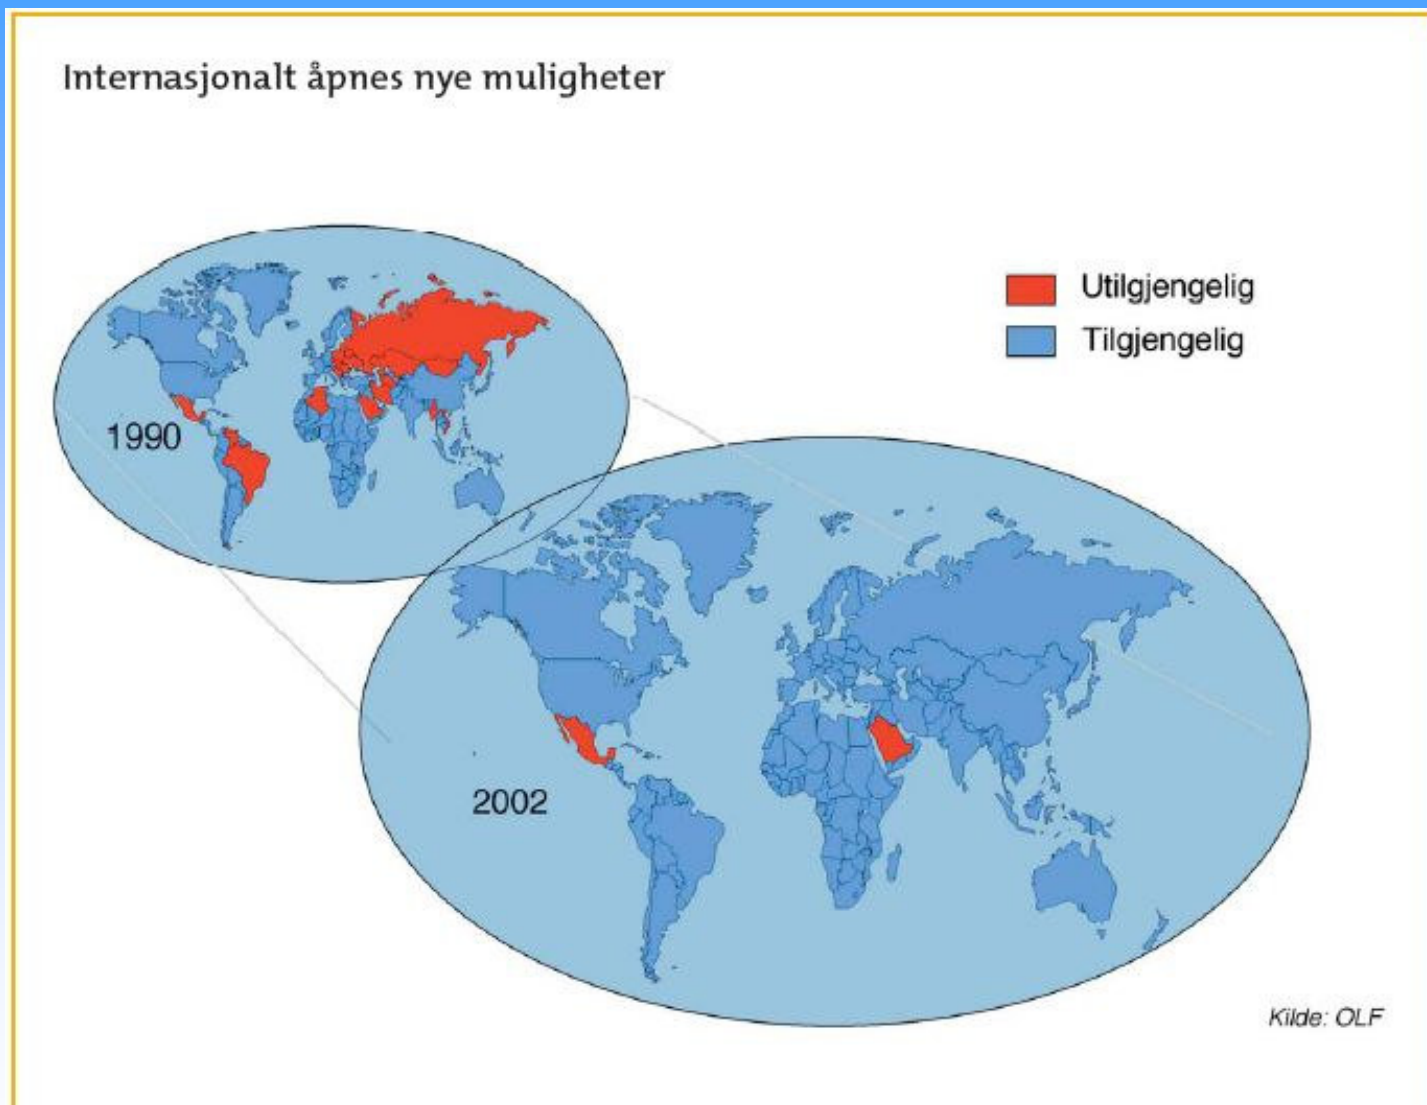 Internasjonalt åpnes nye muligheter
Utilgjengelig
Tilgjengelig
1990
2002
Kilde: OLF